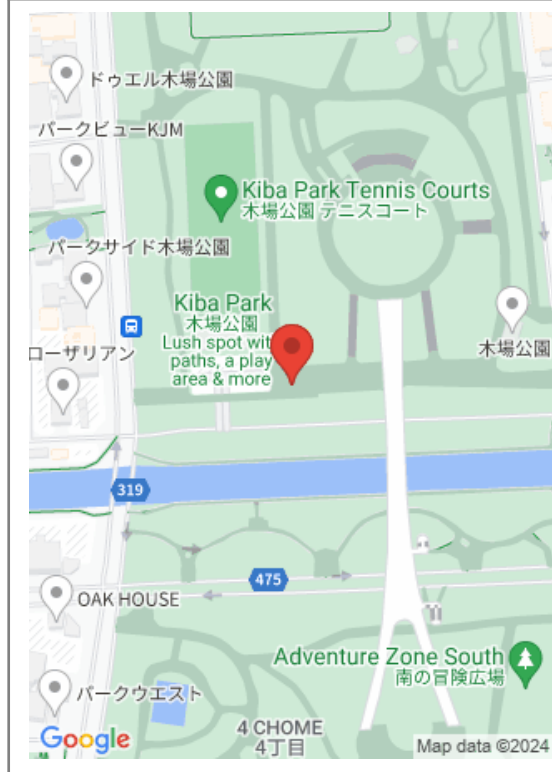 ドゥエル木場公園
パークビューKJM
Kiba Park Tennis Courts
木場公園 テニスコート
パークサイド木場公園
Kiba Park
木場公園
Lush spot with
paths, a play
area & more
ローザリアン
木場公園
319
475
OAK HOUSE
Adventure Zone South
南の冒険広場
パークウエスト
4 CHOME
4丁目
Google
Map data ©2024